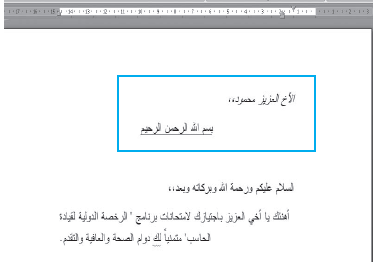 الأخ العزيز محمود،،
بسم الله الرحمن الرحيم
السلام عليكم ورحمة الله وبركاته وبعد،،
أهنئك يا أخي العزيز باجتيازك لامتحانات برنامج " الرخصة الدولية لقيادة
الحاسب" متمنياً لك دوام الصحة والعافية والتقدم.